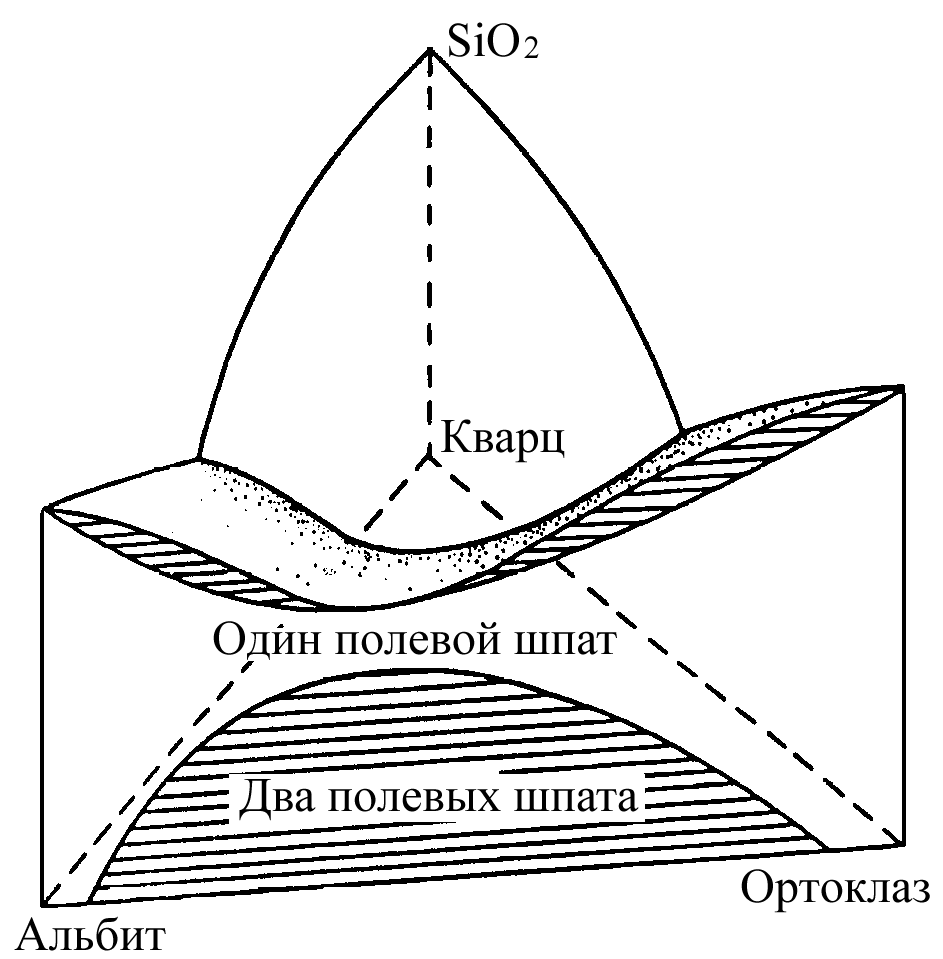 SiO₂
Кварц
Один полевой шпат
Два полевых шпата
Ортоклаз
Альбит